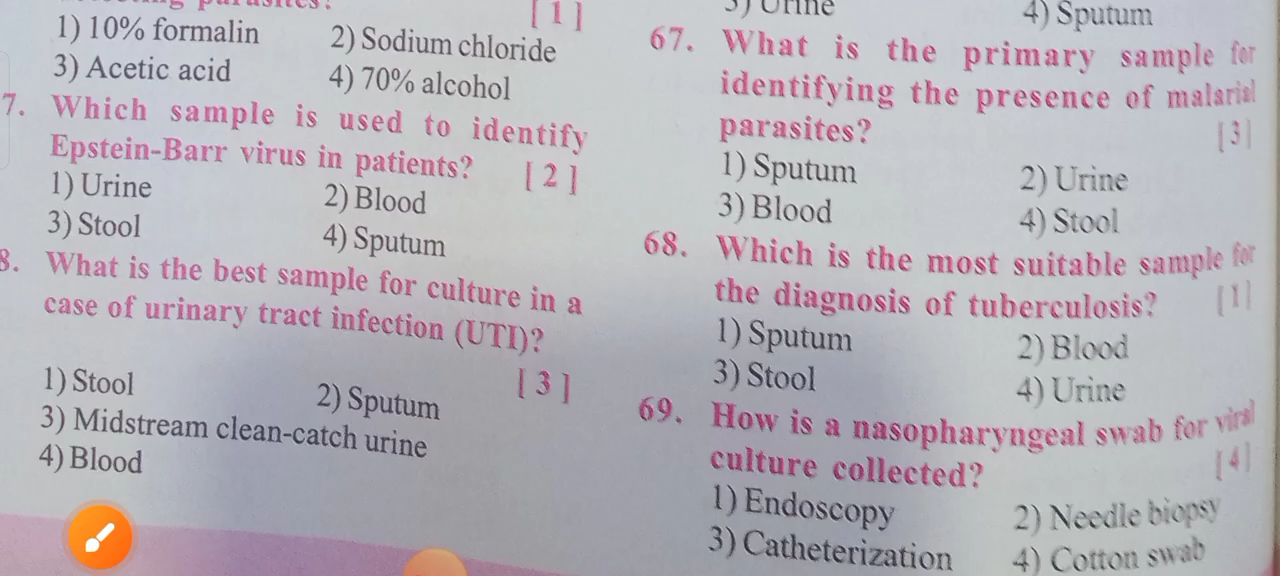 parasites?
[ 1 ]
1) 10% formalin 2) Sodium chloride
3) Acetic acid 4) 70% alcohol
7. Which sample is used to identify
Epstein-Barr virus in patients? [ 2 ]
1) Urine 2) Blood
3) Stool 4) Sputum
8. What is the best sample for culture in a
case of urinary tract infection (UTI)?
[ 3 ]
1) Stool 2) Sputum
3) Midstream clean-catch urine
4) Blood
3) Urine 4) Sputum
67. What is the primary sample for
identifying the presence of malarial
parasites? [3]
1) Sputum 2) Urine
3) Blood 4) Stool
68. Which is the most suitable sample for
the diagnosis of tuberculosis? [1]
1) Sputum 2) Blood
3) Stool 4) Urine
69. How is a nasopharyngeal swab for viral
culture collected? [4]
1) Endoscopy 2) Needle biopsy
3) Catheterization 4) Cotton swab